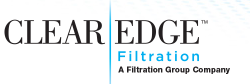 CLEAR EDGE™
Filtration
A Filtration Group Company